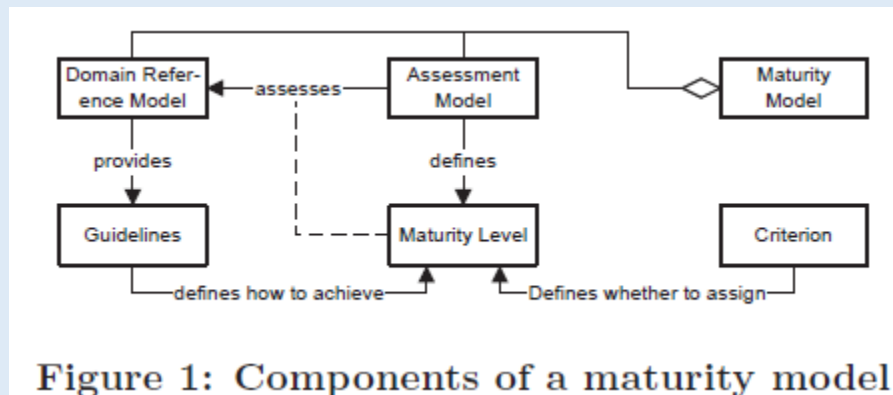 Domain Refer-
ence Model
assesses
Assessment
Model
Maturity
Model
provides
defines
Guidelines
Maturity Level
Criterion
defines how to achieve
Defines whether to assign
Figure 1: Components of a maturity model